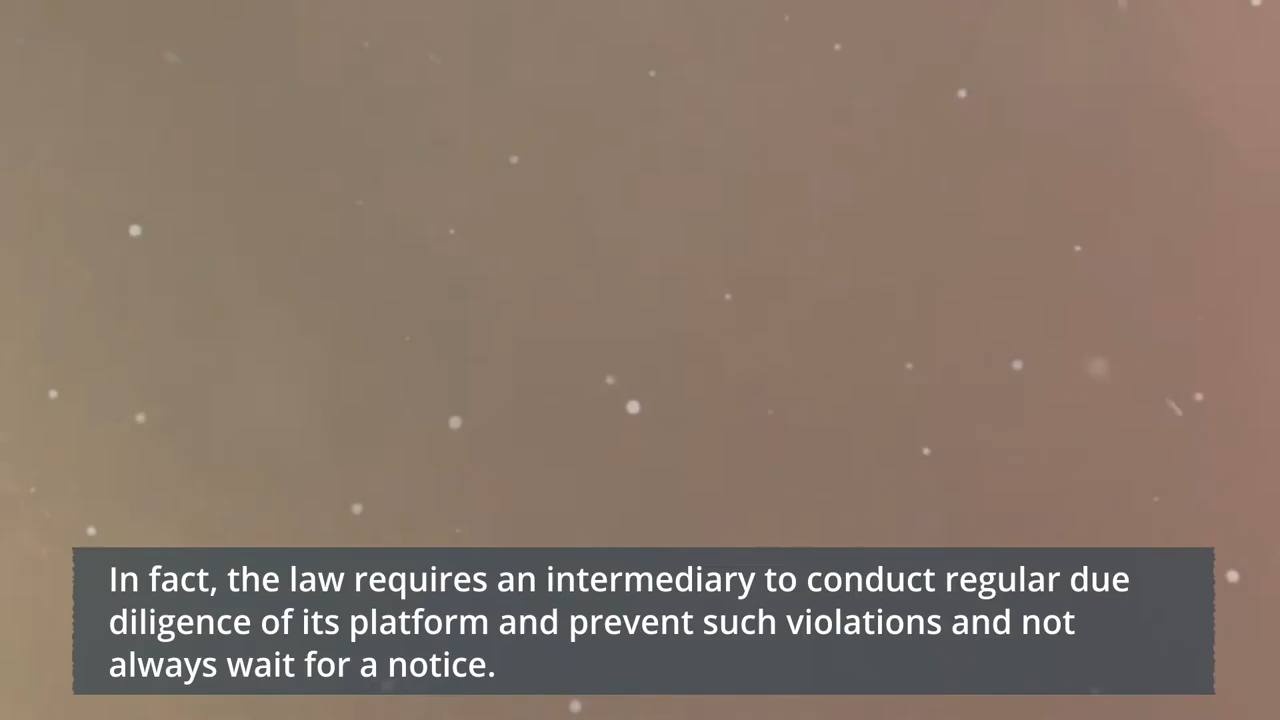 In fact, the law requires an intermediary to conduct regular due
diligence of its platform and prevent such violations and not
always wait for a notice.